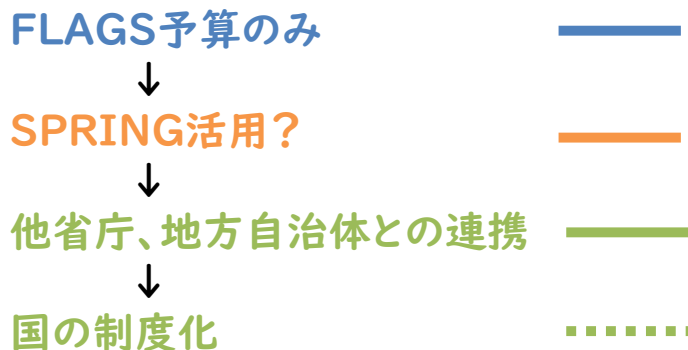 FLAGS予算のみ
↓
SPRING活用？
↓
他省庁、地方自治体との連携
↓
国の制度化